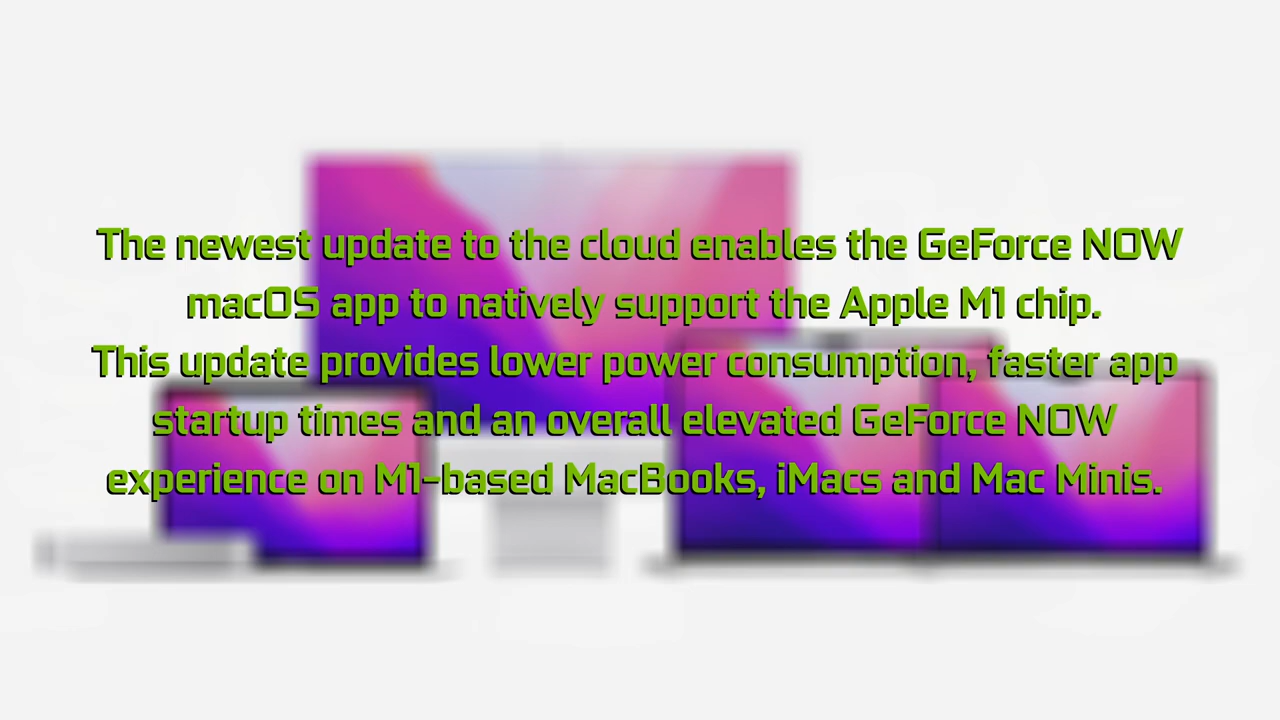 The newest update to the cloud enables the GeForce NOW
macOS app to natively support the Apple M1 chip.
This update provides lower power consumption, faster app
startup times and an overall elevated GeForce NOW
experience on M1-based MacBooks, iMacs and Mac Minis.